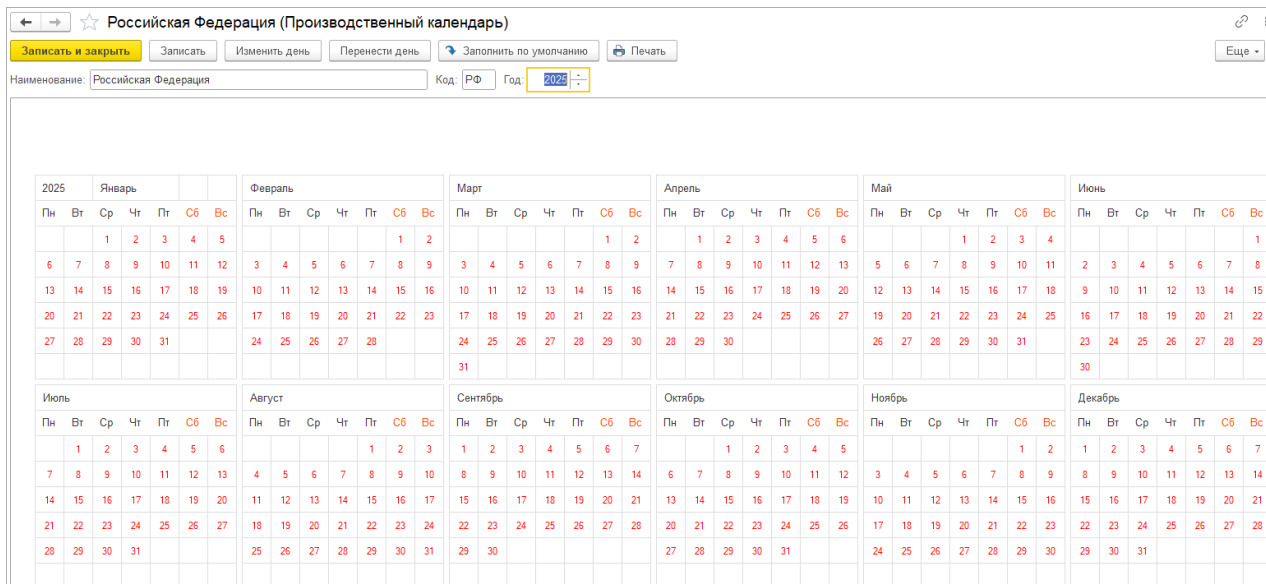 Российская Федерация (Производственный календарь)
Записать и закрыть Записать Изменить день Перенести день Заполнить по умолчанию Печать Еще
Наименование: Российская Федерация Код: РФ Год: 2025
2025 Январь Февраль Март Апрель Май Июнь
Пн Вт Ср Чт Пт Сб Вс Пн Вт Ср Чт Пт Сб Вс Пн Вт Ср Чт Пт Сб Вс Пн Вт Ср Чт Пт Сб Вс Пн Вт Ср Чт Пт Сб Вс Пн Вт Ср Чт Пт Сб Вс
1 2 3 4 5 1 2 1 2 1 2 3 4 5 6 1 2 3 4 1
6 7 8 9 10 11 12 3 4 5 6 7 8 9 3 4 5 6 7 8 9 7 8 9 10 11 12 13 5 6 7 8 9 10 11 2 3 4 5 6 7 8
13 14 15 16 17 18 19 10 11 12 13 14 15 16 10 11 12 13 14 15 16 14 15 16 17 18 19 20 12 13 14 15 16 17 18 9 10 11 12 13 14 15
20 21 22 23 24 25 26 17 18 19 20 21 22 23 17 18 19 20 21 22 23 21 22 23 24 25 26 27 19 20 21 22 23 24 25 16 17 18 19 20 21 22
27 28 29 30 31 24 25 26 27 28 24 25 26 27 28 29 30 28 29 30 26 27 28 29 30 31 23 24 25 26 27 28 29
31 30
Июль Август Сентябрь Октябрь Ноябрь Декабрь
Пн Вт Ср Чт Пт Сб Вс Пн Вт Ср Чт Пт Сб Вс Пн Вт Ср Чт Пт Сб Вс Пн Вт Ср Чт Пт Сб Вс Пн Вт Ср Чт Пт Сб Вс Пн Вт Ср Чт Пт Сб Вс
1 2 3 4 5 6 1 2 3 1 2 3 4 5 6 7 1 2 3 4 5 1 2 1 2 3 4 5 6 7
7 8 9 10 11 12 13 4 5 6 7 8 9 10 8 9 10 11 12 13 14 6 7 8 9 10 11 12 3 4 5 6 7 8 9 8 9 10 11 12 13 14
14 15 16 17 18 19 20 11 12 13 14 15 16 17 15 16 17 18 19 20 21 13 14 15 16 17 18 19 10 11 12 13 14 15 16 15 16 17 18 19 20 21
21 22 23 24 25 26 27 18 19 20 21 22 23 24 22 23 24 25 26 27 28 20 21 22 23 24 25 26 17 18 19 20 21 22 23 22 23 24 25 26 27 28
28 29 30 31 25 26 27 28 29 30 31 29 30 27 28 29 30 31 24 25 26 27 28 29 30 29 30 31